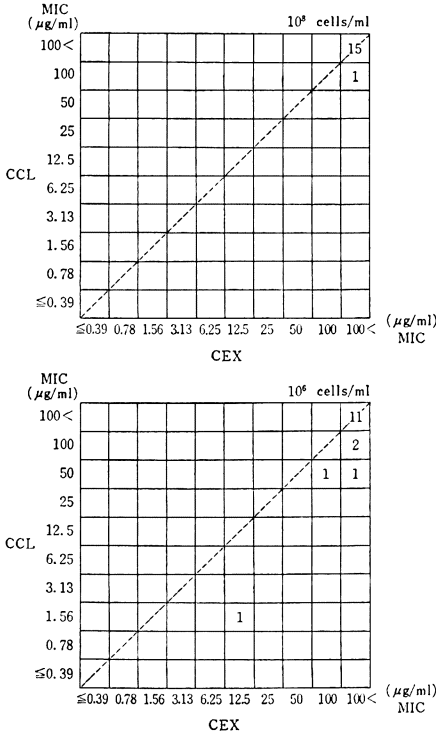 MIC
(μg/ml) 10⁸ cells/ml
100< 15
100 1
50
25
12.5
CCL
6.25
3.13
1.56
0.78
≦0.39
≦0.39 0.78 1.56 3.13 6.25 12.5 25 50 100 100< (μg/ml)
MIC
CEX
MIC
(μg/ml) 10⁶ cells/ml
100< 11
100 2
50 1 1
25
12.5
CCL
6.25
3.13
1.56 1
0.78
≦0.39
≦0.39 0.78 1.56 3.13 6.25 12.5 25 50 100 100< (μg/ml)
MIC
CEX